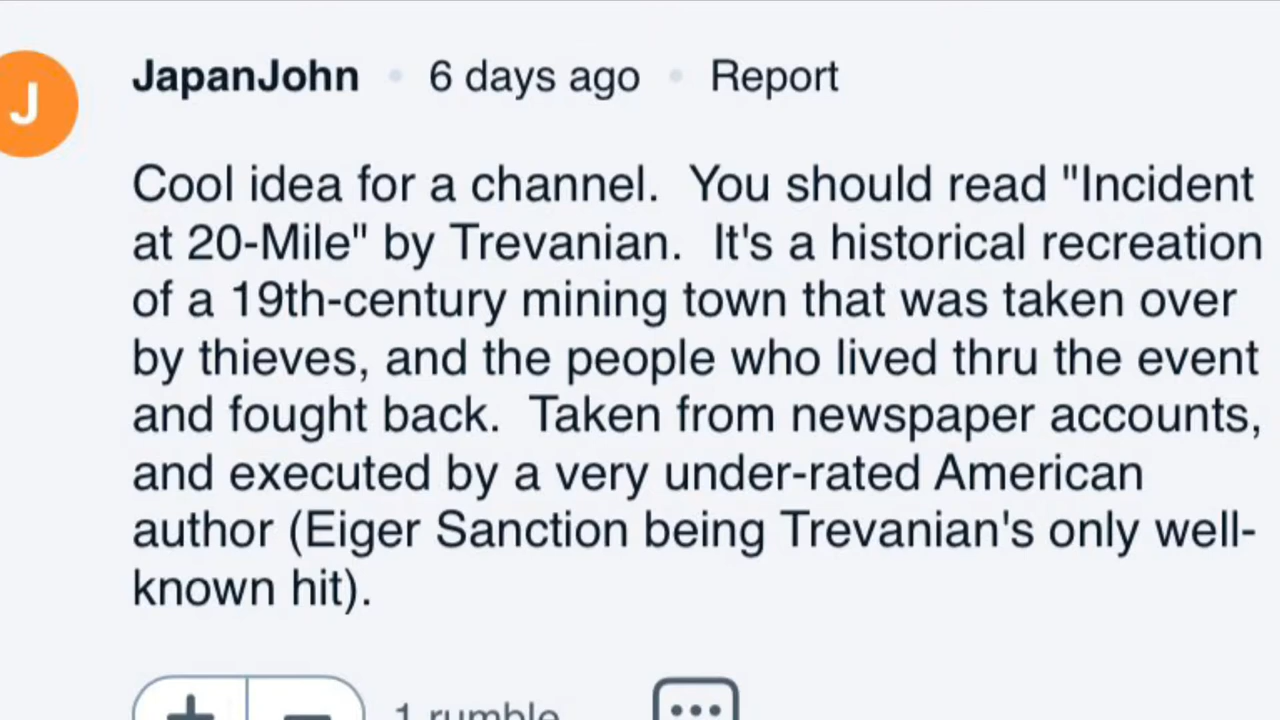 J
JapanJohn • 6 days ago • Report
Cool idea for a channel.  You should read "Incident
at 20-Mile" by Trevanian.  It's a historical recreation
of a 19th-century mining town that was taken over
by thieves, and the people who lived thru the event
and fought back.  Taken from newspaper accounts,
and executed by a very under-rated American
author (Eiger Sanction being Trevanian's only well-
known hit).
1 rumble